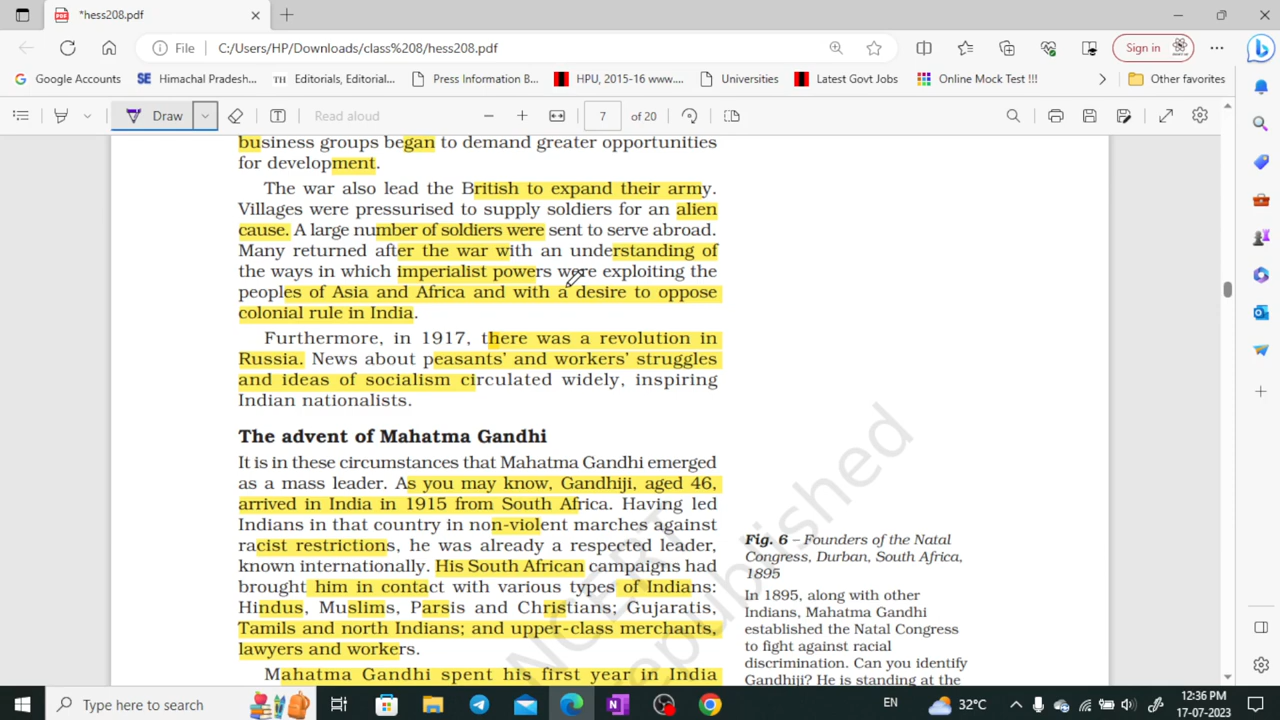 *hess208.pdf
File
C:/Users/HP/Downloads/class%208/hess208.pdf
Sign in
Google Accounts
SE Himachal Pradesh...
TH Editorials, Editorial...
Press Information B...
HPU, 2015-16 www....
Universities
Latest Govt Jobs
Online Mock Test !!!
Other favorites
Draw
Read aloud
7 of 20
business groups began to demand greater opportunities
for development.
The war also lead the British to expand their army.
Villages were pressurised to supply soldiers for an alien
cause. A large number of soldiers were sent to serve abroad.
Many returned after the war with an understanding of
the ways in which imperialist powers were exploiting the
peoples of Asia and Africa and with a desire to oppose
colonial rule in India.
Furthermore, in 1917, there was a revolution in
Russia. News about peasants’ and workers’ struggles
and ideas of socialism circulated widely, inspiring
Indian nationalists.
The advent of Mahatma Gandhi
It is in these circumstances that Mahatma Gandhi emerged
as a mass leader. As you may know, Gandhiji, aged 46,
arrived in India in 1915 from South Africa. Having led
Indians in that country in non-violent marches against
racist restrictions, he was already a respected leader,
known internationally. His South African campaigns had
brought him in contact with various types of Indians:
Hindus, Muslims, Parsis and Christians; Gujaratis,
Tamils and north Indians; and upper-class merchants,
lawyers and workers.
Mahatma Gandhi spent his first year in India
Fig. 6 – Founders of the Natal
Congress, Durban, South Africa,
1895
In 1895, along with other
Indians, Mahatma Gandhi
established the Natal Congress
to fight against racial
discrimination. Can you identify
Gandhiji? He is standing at the
NCERT
republished
Type here to search
32°C
EN
12:36 PM
17-07-2023